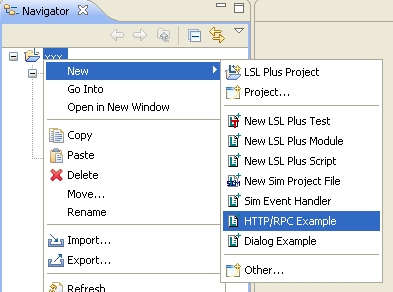 Navigator
xxx
New
Go Into
Open in New Window
Copy
Paste
Delete
Move...
Rename
Import...
Export...
Refresh
LSL Plus Project
Project...
New LSL Plus Test
New LSL Plus Module
New LSL Plus Script
New Sim Project File
Sim Event Handler
HTTP/RPC Example
Dialog Example
Other...